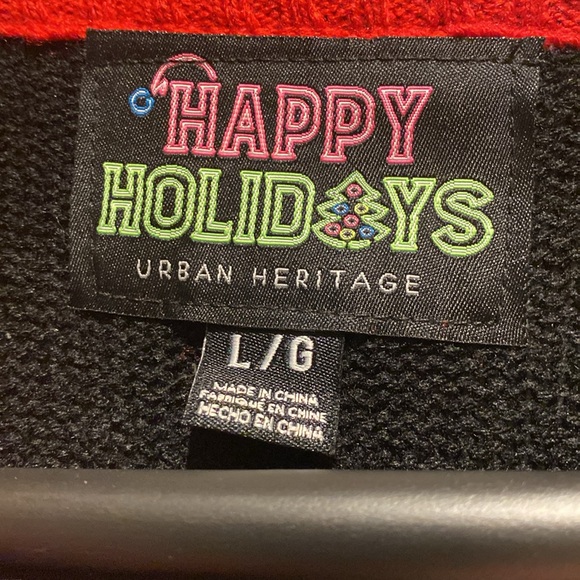 HAPPY
HOLIDAYS
URBAN HERITAGE
L/G
MADE IN CHINA
FABRIQUÉ EN CHINE
HECHO EN CHINA